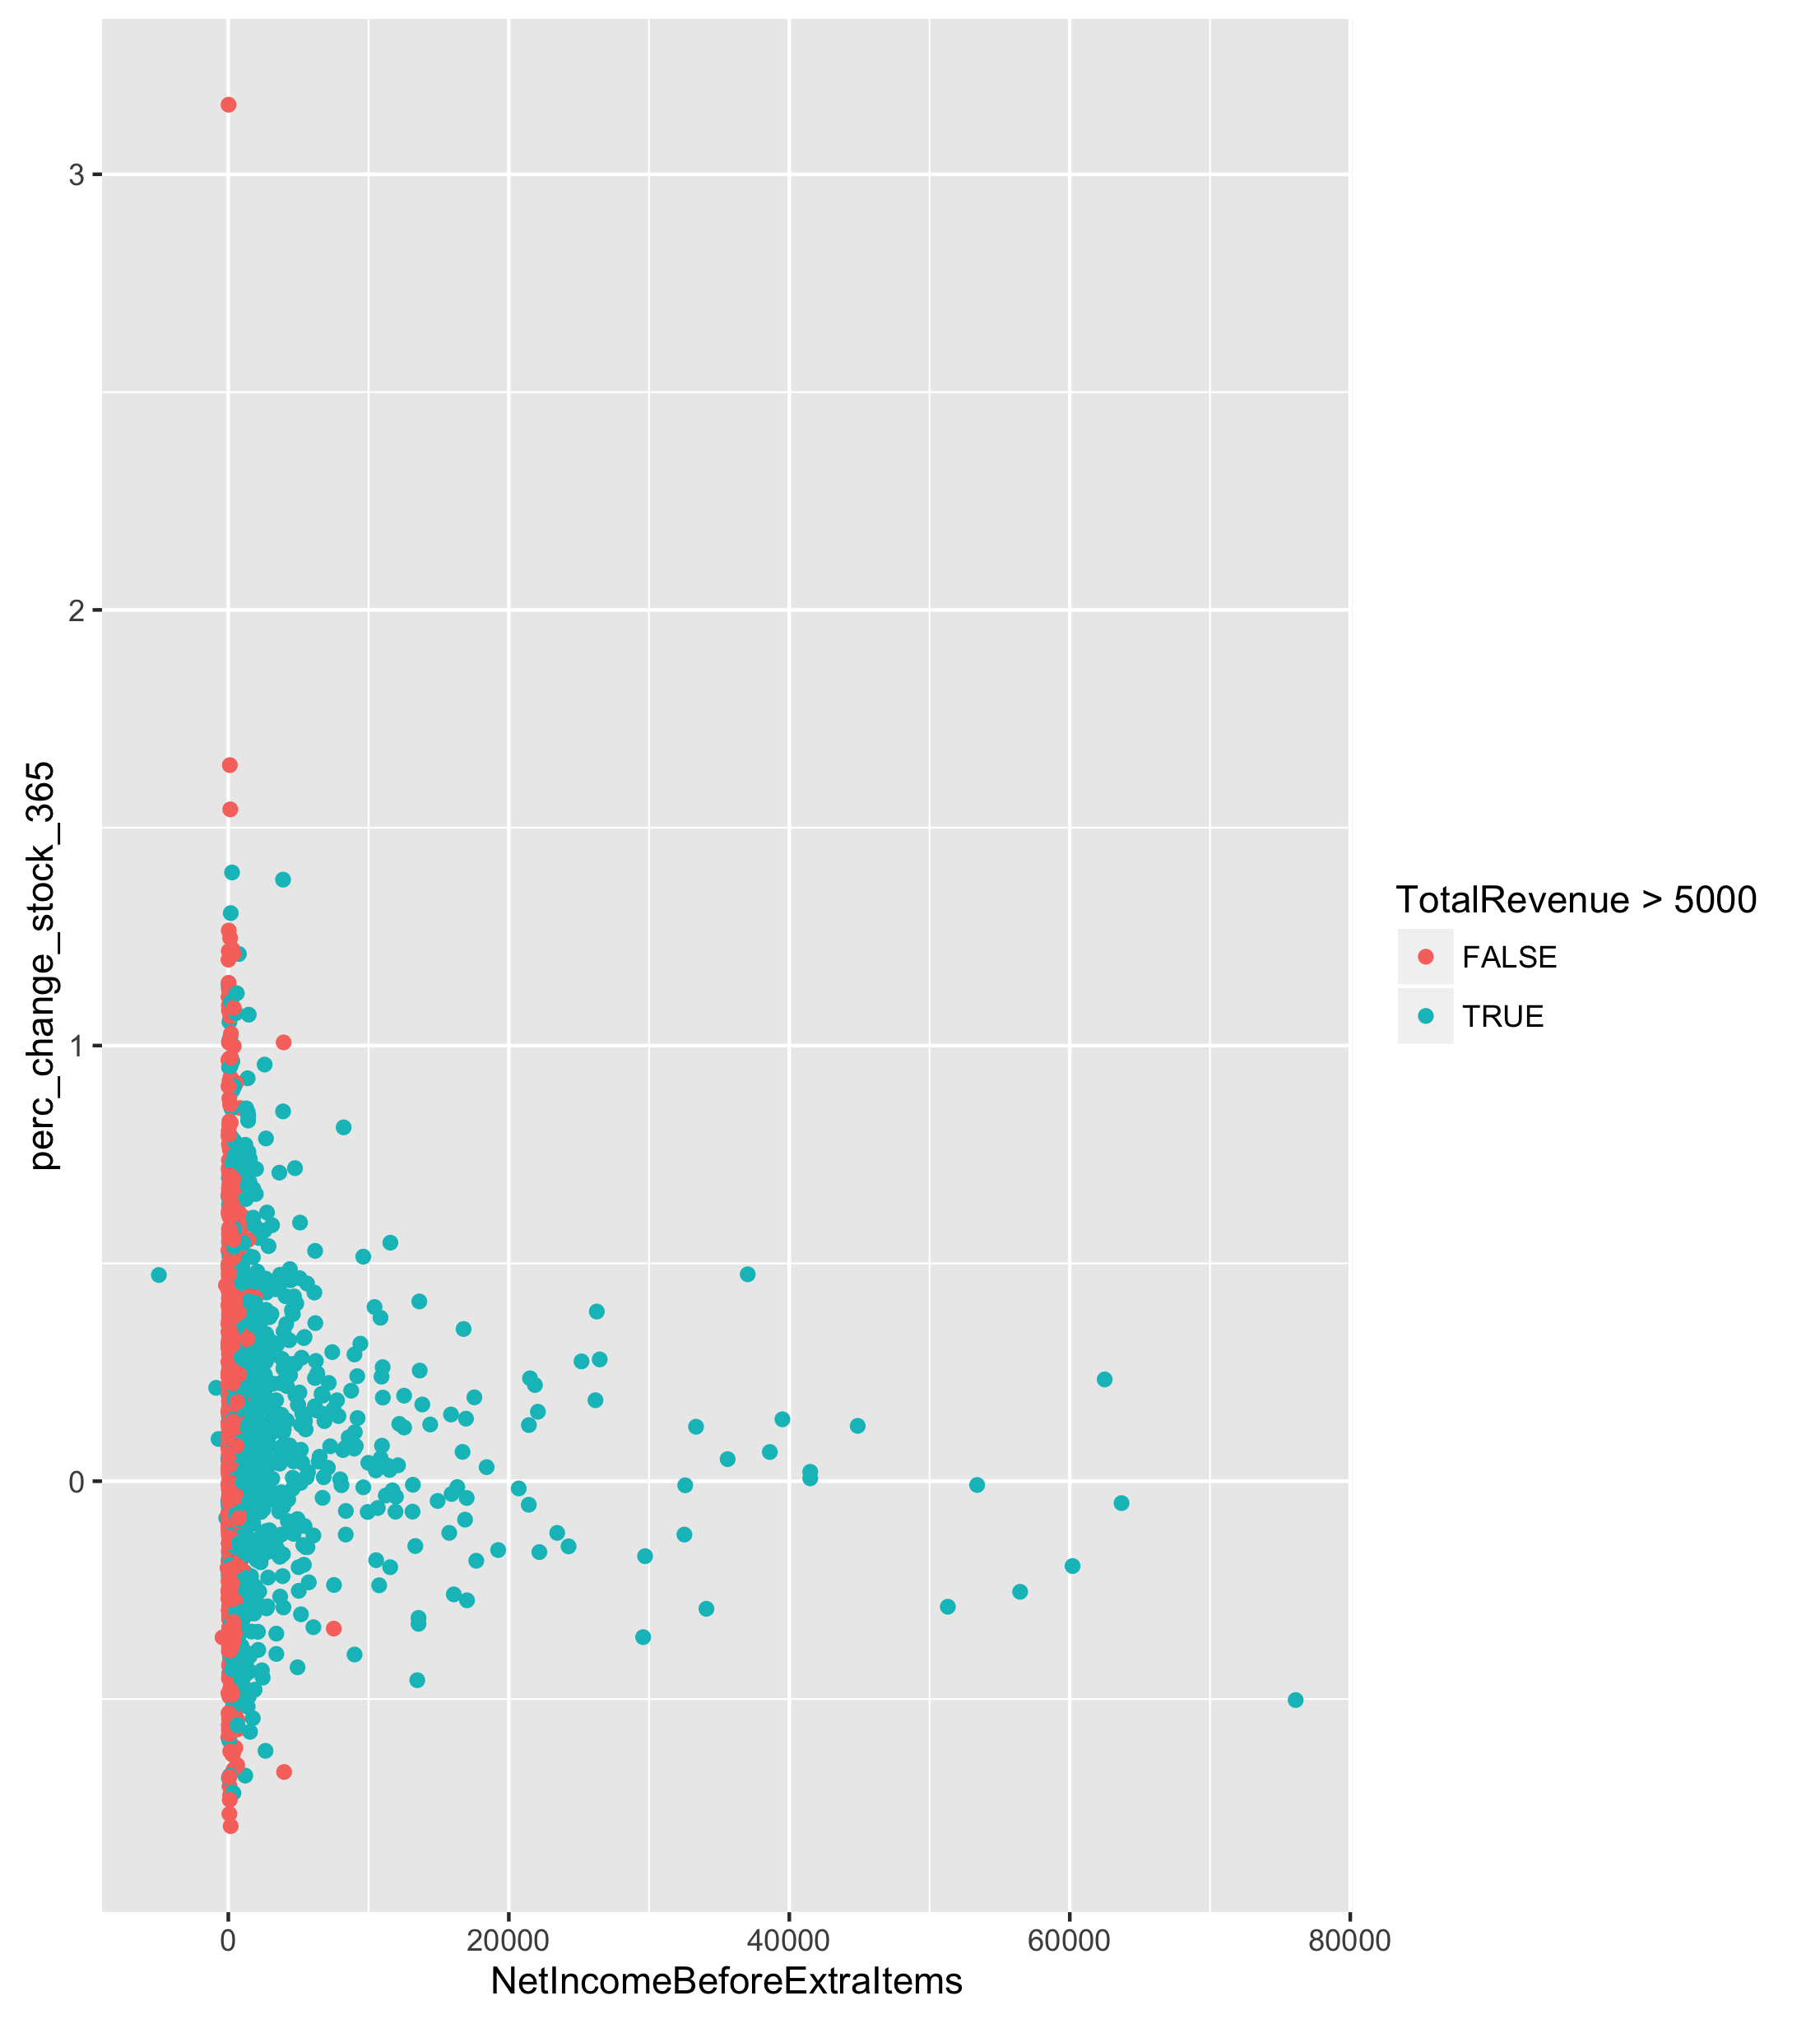 3
2
1
0
perc_change_stock_365
0
20000
40000
60000
80000
NetIncomeBeforeExtraItems
TotalRevenue > 5000
FALSE
TRUE